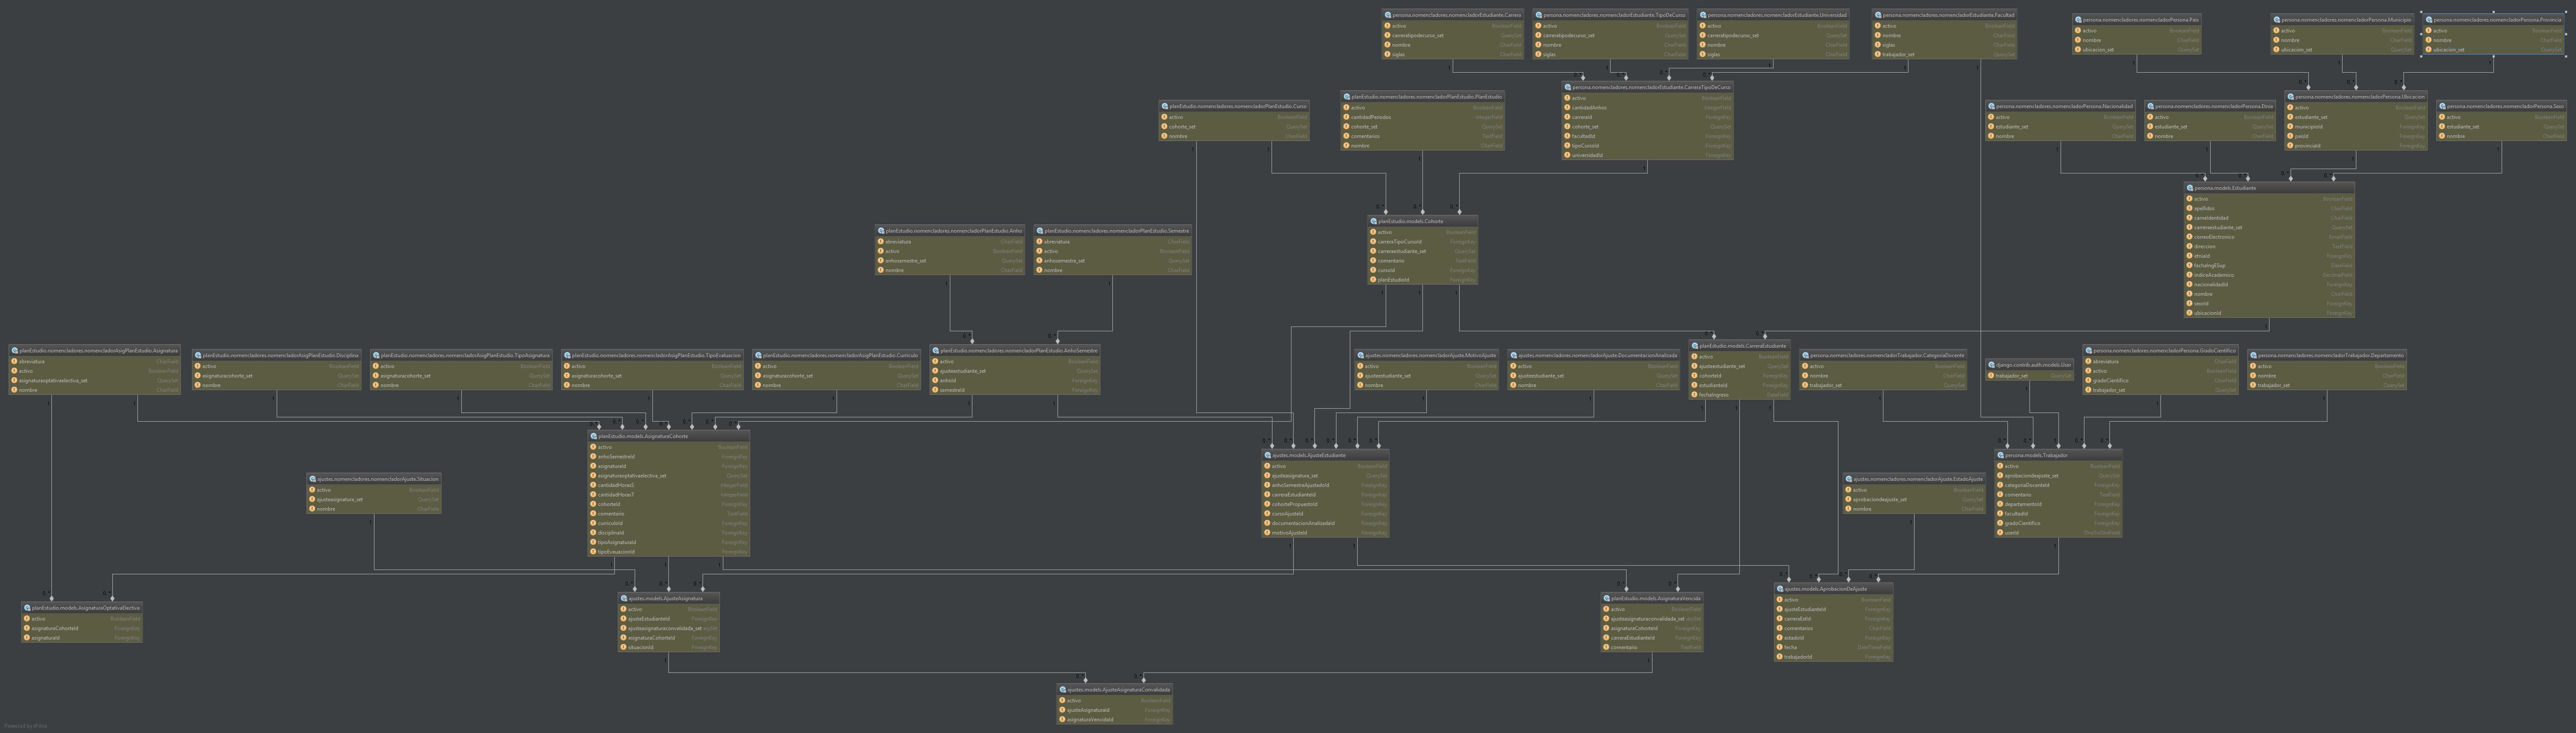 persona.nomencladores.nomencladorEstudiante.Carrera
activo BooleanField
carreratipodecurso_set QuerySet
nombre CharField
siglas CharField
persona.nomencladores.nomencladorEstudiante.TipoDeCurso
activo BooleanField
carreratipodecurso_set QuerySet
nombre CharField
siglas CharField
persona.nomencladores.nomencladorEstudiante.Universidad
activo BooleanField
carreratipodecurso_set QuerySet
nombre CharField
siglas CharField
persona.nomencladores.nomencladorEstudiante.Facultad
activo BooleanField
nombre CharField
siglas CharField
trabajador_set QuerySet
persona.nomencladores.nomencladorPersona.Pais
activo BooleanField
nombre CharField
ubicacion_set QuerySet
persona.nomencladores.nomencladorPersona.Municipio
activo BooleanField
nombre CharField
ubicacion_set QuerySet
persona.nomencladores.nomencladorPersona.Provincia
activo BooleanField
nombre CharField
ubicacion_set QuerySet
planEstudio.nomencladores.nomencladorPlanEstudio.Curso
activo BooleanField
cohorte_set QuerySet
nombre CharField
planEstudio.nomencladores.nomencladorPlanEstudio.PlanEstudio
activo BooleanField
cantidadPeriodos IntegerField
cohorte_set QuerySet
comentarios TextField
nombre CharField
persona.nomencladores.nomencladorEstudiante.CarreraTipoDeCurso
activo BooleanField
cantidadAnhos IntegerField
carreraId ForeignKey
cohorte_set QuerySet
facultadId ForeignKey
tipoCursoId ForeignKey
universidadId ForeignKey
persona.nomencladores.nomencladorPersona.Nacionalidad
activo BooleanField
estudiante_set QuerySet
nombre CharField
persona.nomencladores.nomencladorPersona.Etnia
activo BooleanField
estudiante_set QuerySet
nombre CharField
persona.nomencladores.nomencladorPersona.Ubicacion
activo BooleanField
estudiante_set QuerySet
municipioId ForeignKey
paisId ForeignKey
provinciaId ForeignKey
persona.nomencladores.nomencladorPersona.Sexo
activo BooleanField
estudiante_set QuerySet
nombre CharField
persona.models.Estudiante
activo BooleanField
apellidos CharField
carneIdentidad CharField
carreraestudiante_set QuerySet
correoElectronico EmailField
direccion TextField
etniaId ForeignKey
fechaIngESup DateField
indiceAcademico DecimalField
nacionalidadId ForeignKey
nombre CharField
sexoId ForeignKey
ubicacionId ForeignKey
planEstudio.models.Cohorte
activo BooleanField
carreraTipoCursoId ForeignKey
carreraestudiante_set QuerySet
comentario TextField
cursoId ForeignKey
planEstudioId ForeignKey
planEstudio.nomencladores.nomencladorPlanEstudio.Anho
abreviatura CharField
activo BooleanField
anhosemestre_set QuerySet
nombre CharField
planEstudio.nomencladores.nomencladorPlanEstudio.Semestre
abreviatura CharField
activo BooleanField
anhosemestre_set QuerySet
nombre CharField
planEstudio.nomencladores.nomencladorAsigPlanEstudio.Asignatura
abreviatura CharField
activo BooleanField
asignaturaoptativaelectiva_set QuerySet
nombre CharField
planEstudio.nomencladores.nomencladorAsigPlanEstudio.Disciplina
activo BooleanField
asignaturacohorte_set QuerySet
nombre CharField
planEstudio.nomencladores.nomencladorAsigPlanEstudio.TipoAsignatura
activo BooleanField
asignaturacohorte_set QuerySet
nombre CharField
planEstudio.nomencladores.nomencladorAsigPlanEstudio.TipoEvaluacion
activo BooleanField
asignaturacohorte_set QuerySet
nombre CharField
planEstudio.nomencladores.nomencladorAsigPlanEstudio.Curriculo
activo BooleanField
asignaturacohorte_set QuerySet
nombre CharField
planEstudio.nomencladores.nomencladorPlanEstudio.AnhoSemestre
activo BooleanField
ajusteestudiante_set QuerySet
anhoId ForeignKey
semestreId ForeignKey
ajustes.nomencladores.nomencladorAjuste.MotivoAjuste
activo BooleanField
ajusteestudiante_set QuerySet
nombre CharField
ajustes.nomencladores.nomencladorAjuste.DocumentacionAnalizada
activo BooleanField
ajusteestudiante_set QuerySet
nombre CharField
planEstudio.models.CarreraEstudiante
activo BooleanField
ajusteestudiante_set QuerySet
cohorteId ForeignKey
estudianteId ForeignKey
fechaIngreso DateField
persona.nomencladores.nomencladorTrabajador.CategoriaDocente
activo BooleanField
nombre CharField
trabajador_set QuerySet
django.contrib.auth.models.User
trabajador_set QuerySet
persona.nomencladores.nomencladorPersona.GradoCientifico
abreviatura CharField
activo BooleanField
gradoCientifico CharField
trabajador_set QuerySet
persona.nomencladores.nomencladorTrabajador.Departamento
activo BooleanField
nombre CharField
trabajador_set QuerySet
planEstudio.models.AsignaturaCohorte
activo BooleanField
anhoSemestreId ForeignKey
asignaturaId ForeignKey
asignaturaoptativaelectiva_set QuerySet
cantidadHorasS IntegerField
cantidadHorasT IntegerField
cohorteId ForeignKey
comentario TextField
curriculoId ForeignKey
disciplinaId ForeignKey
tipoAsignaturaId ForeignKey
tipoEvauacionId ForeignKey
ajustes.models.AjusteEstudiante
activo BooleanField
ajusteasignatura_set QuerySet
anhoSemestreAjustadoId ForeignKey
carreraEstudianteId ForeignKey
cohortePropuestoId ForeignKey
cursoAjusteId ForeignKey
documentacionAnalizadaId ForeignKey
motivoAjusteId ForeignKey
persona.models.Trabajador
activo BooleanField
aprobaciondeajuste_set QuerySet
categoriaDocenteId ForeignKey
comentario TextField
departamentoId ForeignKey
facultadId ForeignKey
gradoCientifico ForeignKey
userId OneToOneField
ajustes.nomencladores.nomencladorAjuste.Situacion
activo BooleanField
ajusteasignatura_set QuerySet
nombre CharField
ajustes.nomencladores.nomencladorAjuste.EstadoAjuste
activo BooleanField
aprobaciondeajuste_set QuerySet
nombre CharField
planEstudio.models.AsignaturaOptativaElectiva
activo BooleanField
asignaturaCohorteId ForeignKey
asignaturaId ForeignKey
ajustes.models.AjusteAsignatura
activo BooleanField
ajusteEstudianteId ForeignKey
ajusteasignaturaconvalidada_set erySet
asignaturaCohorteId ForeignKey
situacionId ForeignKey
planEstudio.models.AsignaturaVencida
activo BooleanField
ajusteasignaturaconvalidada_set erySet
asignaturaCohorteId ForeignKey
carreraEstudianteId ForeignKey
comentario TextField
ajustes.models.AprobacionDeAjuste
activo BooleanField
ajusteEstudianteId ForeignKey
carreraEstId ForeignKey
comentarios CharField
estadoId ForeignKey
fecha DateTimeField
trabajadorId ForeignKey
ajustes.models.AjusteAsignaturaConvalidada
activo BooleanField
ajusteAsignaturaId ForeignKey
asignaturaVencidaId ForeignKey
Powered by yFiles